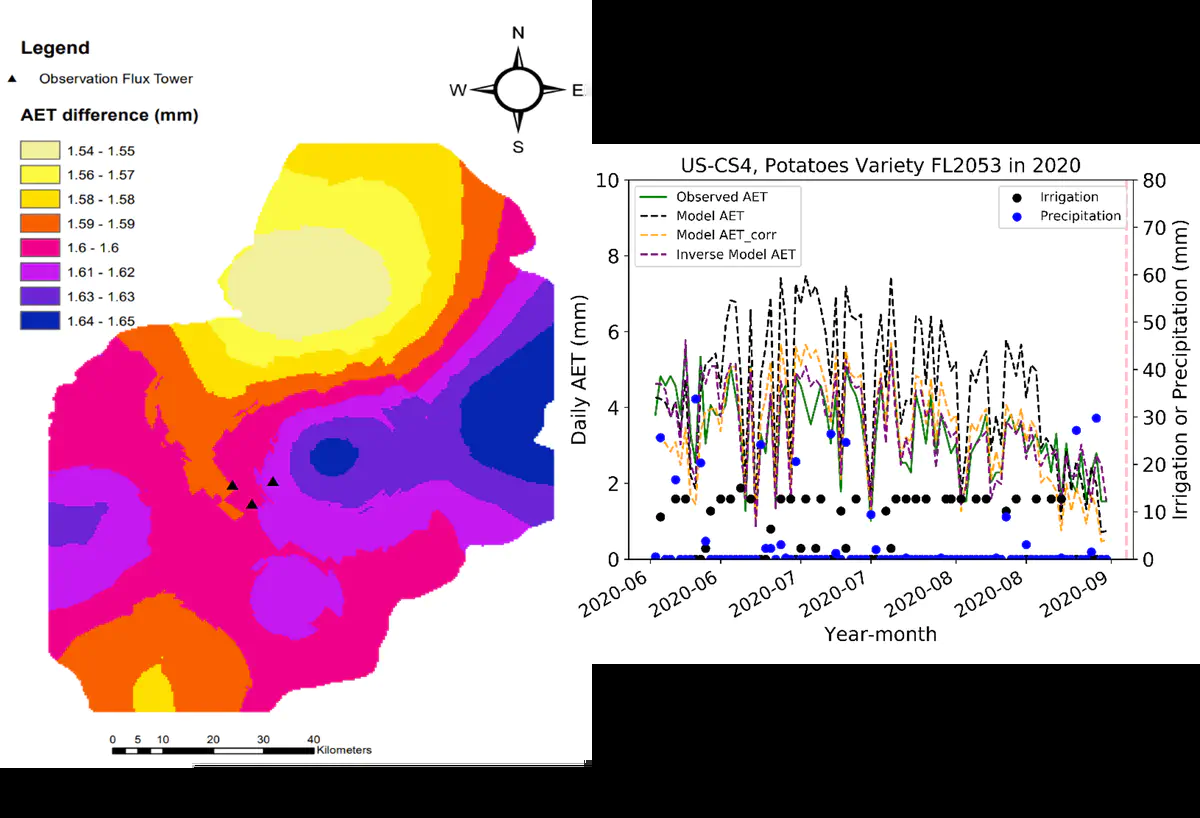 N
W
E
S
Legend
Observation Flux Tower
AET difference (mm)
1.54 - 1.55
1.56 - 1.57
1.58 - 1.58
1.59 - 1.59
1.6 - 1.6
1.61 - 1.62
1.63 - 1.63
1.64 - 1.65
0 5 10 20 30 40
Kilometers
US-CS4, Potatoes Variety FL2053 in 2020
Observed AET
Model AET
Model AET_corr
Inverse Model AET
Irrigation
Precipitation
Daily AET (mm)
10
8
6
4
2
0
80
70
60
50
40
30
20
10
0
Irrigation or Precipitation (mm)
2020-06
2020-06
2020-07
2020-07
2020-08
2020-08
2020-09
Year-month